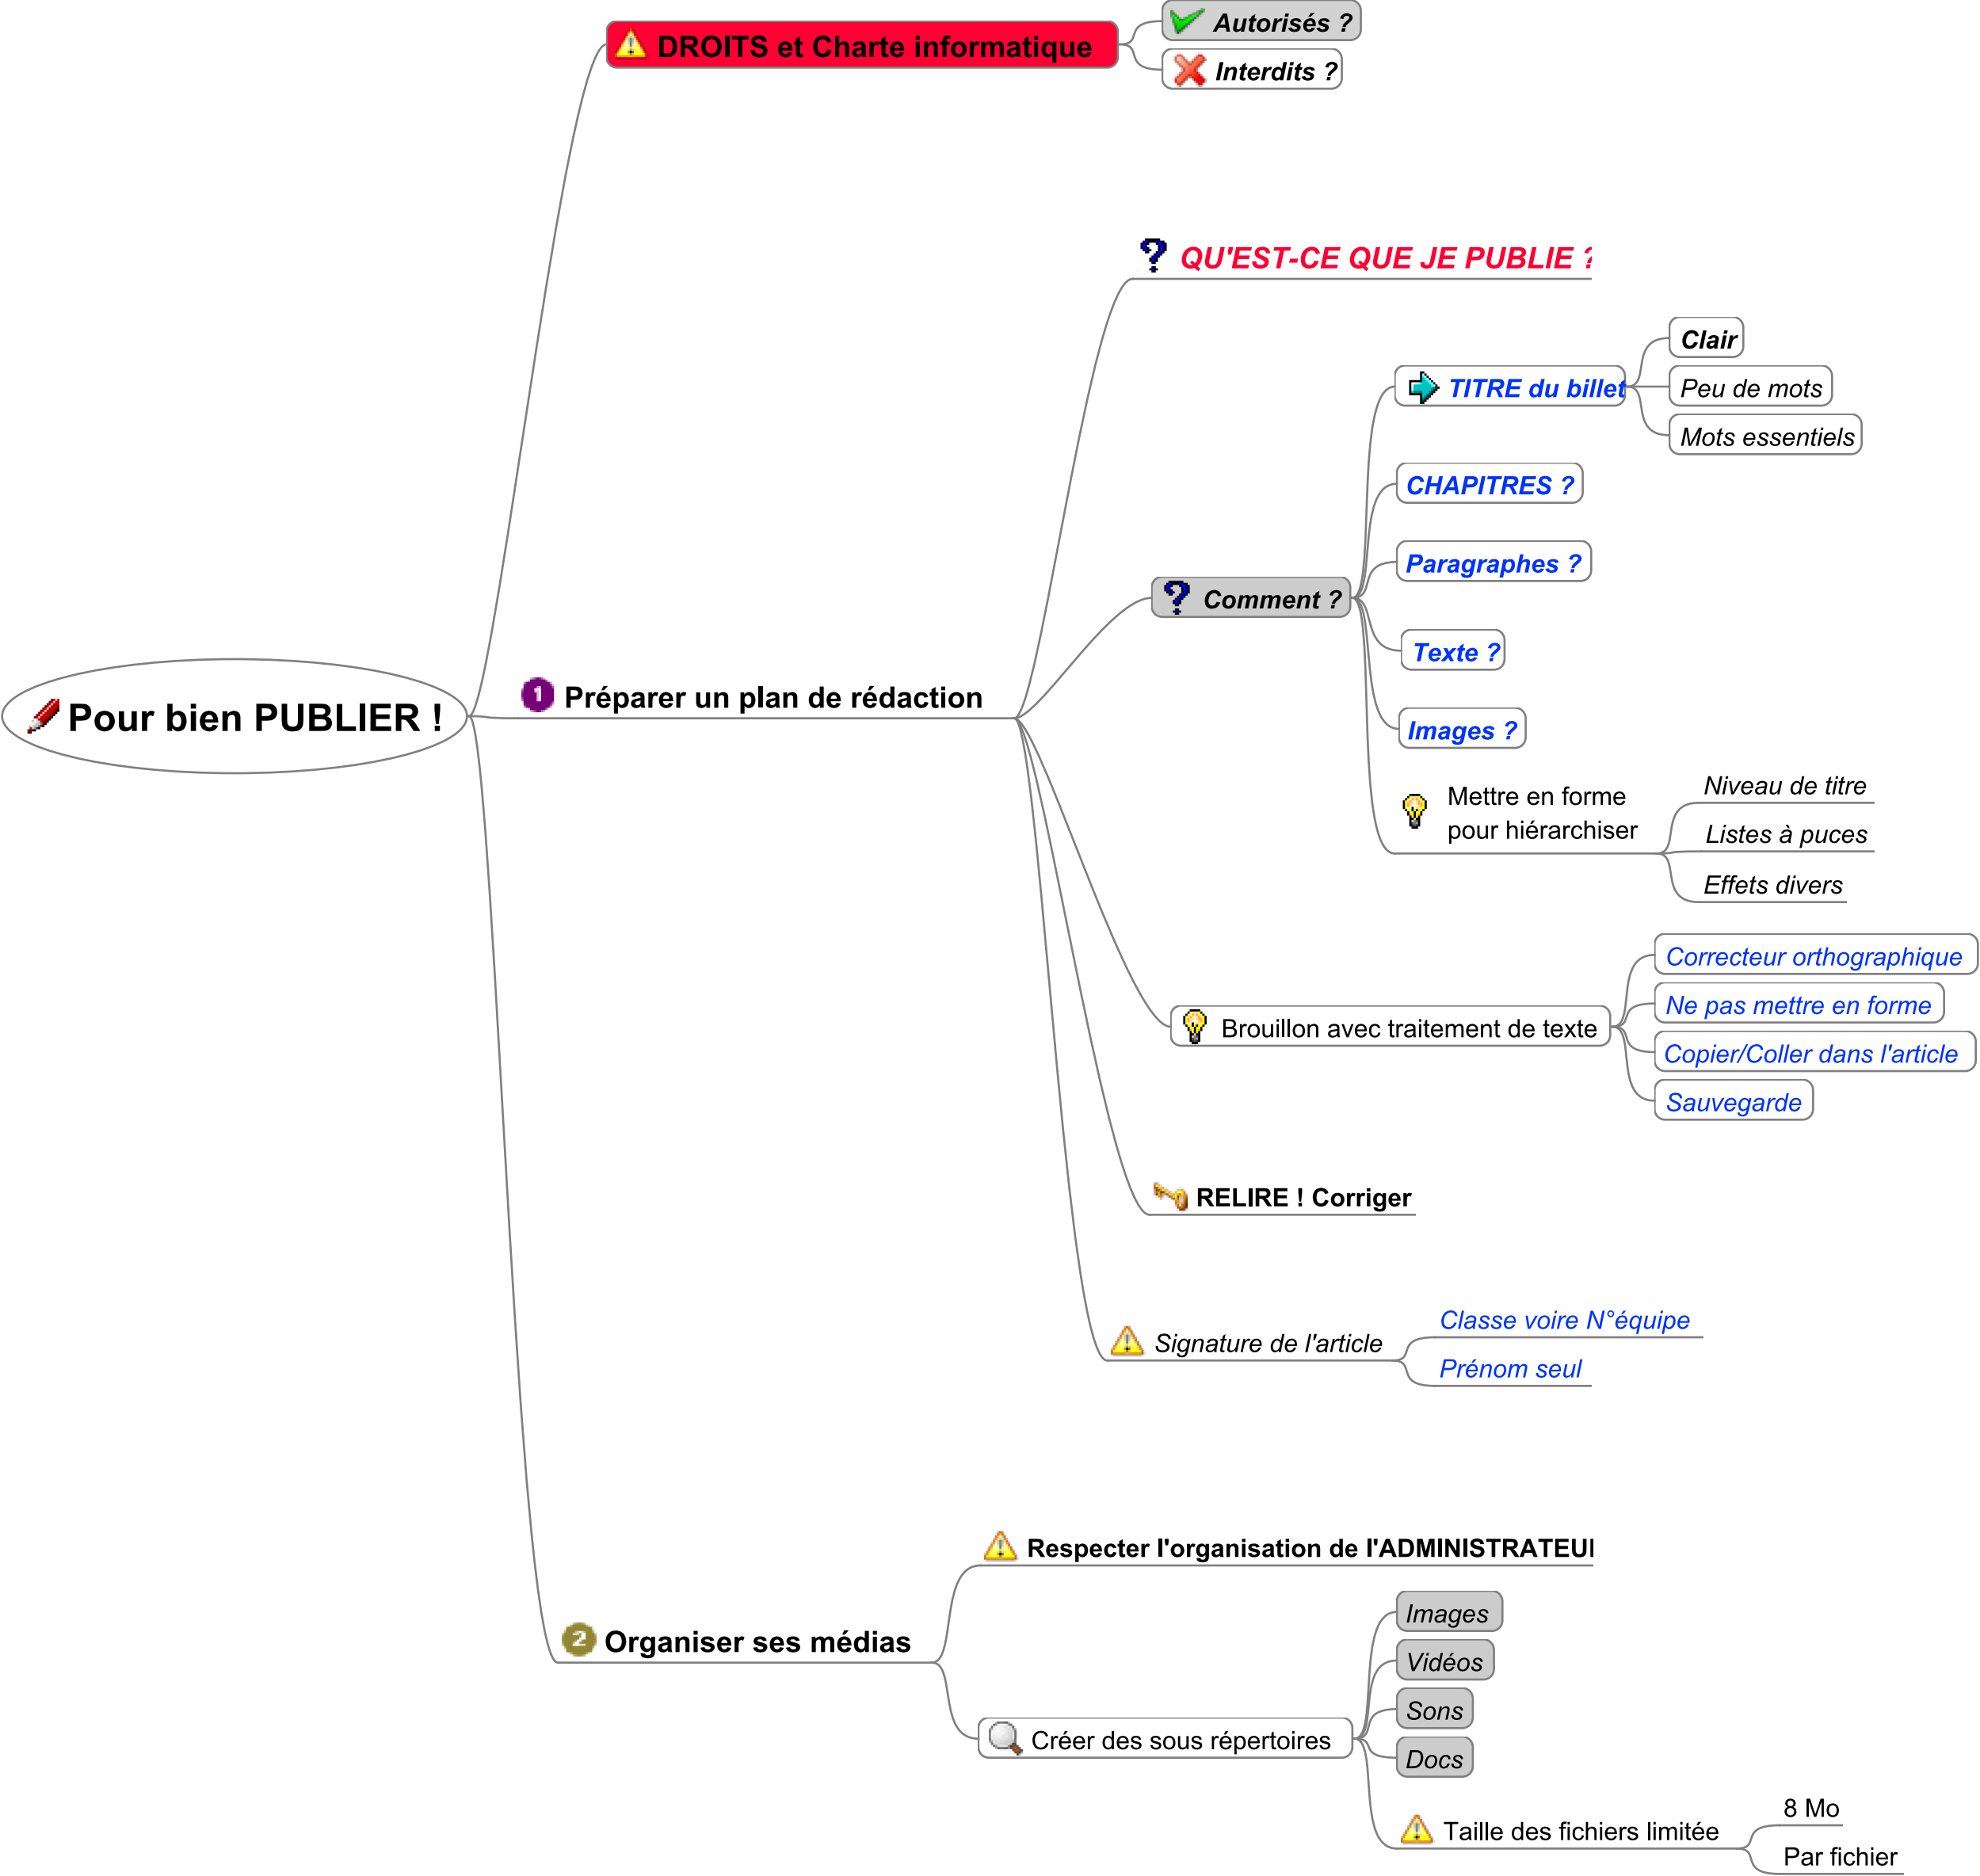 Pour bien PUBLIER !
DROITS et Charte informatique
Autorisés ?
Interdits ?
1 Préparer un plan de rédaction
QU'EST-CE QUE JE PUBLIE ?
Comment ?
TITRE du billet
Clair
Peu de mots
Mots essentiels
CHAPITRES ?
Paragraphes ?
Texte ?
Images ?
Mettre en forme
pour hiérarchiser
Niveau de titre
Listes à puces
Effets divers
Brouillon avec traitement de texte
Correcteur orthographique
Ne pas mettre en forme
Copier/Coller dans l'article
Sauvegarde
RELIRE ! Corriger
Signature de l'article
Classe voire N°équipe
Prénom seul
2 Organiser ses médias
Respecter l'organisation de l'ADMINISTRATEUR
Créer des sous répertoires
Images
Vidéos
Sons
Docs
Taille des fichiers limitée
8 Mo
Par fichier